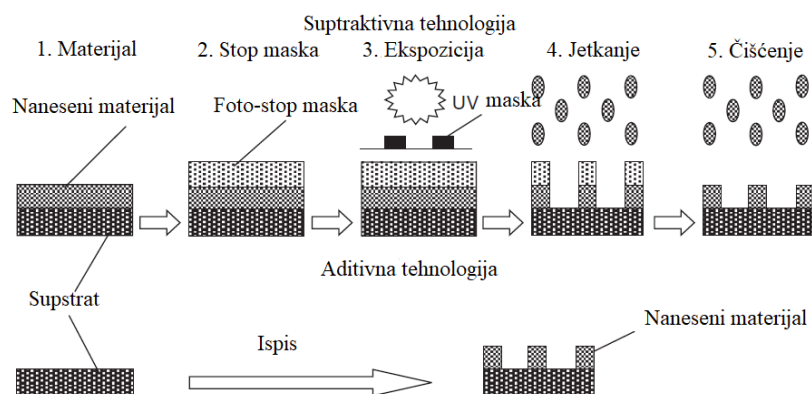 Suptraktivna tehnologija
1. Materijal
2. Stop maska
3. Ekspozicija
4. Jetkanje
5. Čišćenje
Naneseni materijal
Foto-stop maska
UV
maska
Aditivna tehnologija
Supstrat
Ispis
Naneseni materijal